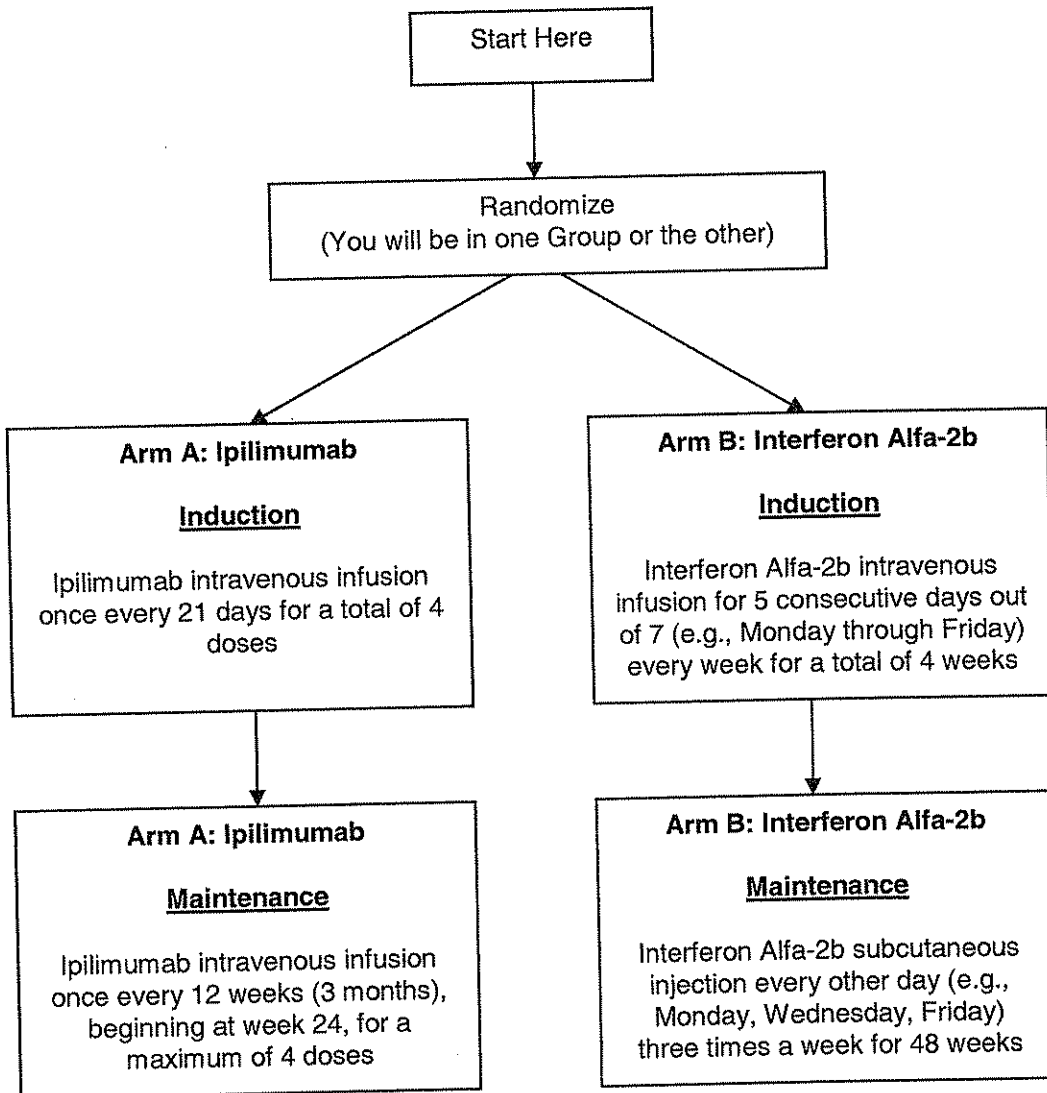 Start Here
Randomize
(You will be in one Group or the other)
Arm A: Ipilimumab
Induction
Ipilimumab intravenous infusion
once every 21 days for a total of 4
doses
Arm B: Interferon Alfa-2b
Induction
Interferon Alfa-2b intravenous
infusion for 5 consecutive days out
of 7 (e.g., Monday through Friday)
every week for a total of 4 weeks
Arm A: Ipilimumab
Maintenance
Ipilimumab intravenous infusion
once every 12 weeks (3 months),
beginning at week 24, for a
maximum of 4 doses
Arm B: Interferon Alfa-2b
Maintenance
Interferon Alfa-2b subcutaneous
injection every other day (e.g.,
Monday, Wednesday, Friday)
three times a week for 48 weeks